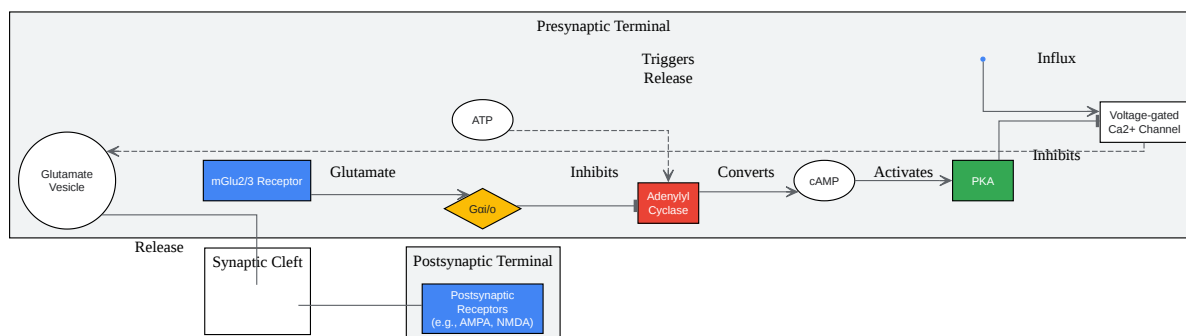 Presynaptic Terminal
Triggers
Release
Influx
ATP
Voltage-gated
Ca2+ Channel
Glutamate
Vesicle
mGlu2/3 Receptor
Glutamate
Gαi/o
Inhibits
Adenylyl
Cyclase
Converts
cAMP
Activates
PKA
Inhibits
Release
Synaptic Cleft
Postsynaptic Terminal
Postsynaptic
Receptors
(e.g., AMPA, NMDA)